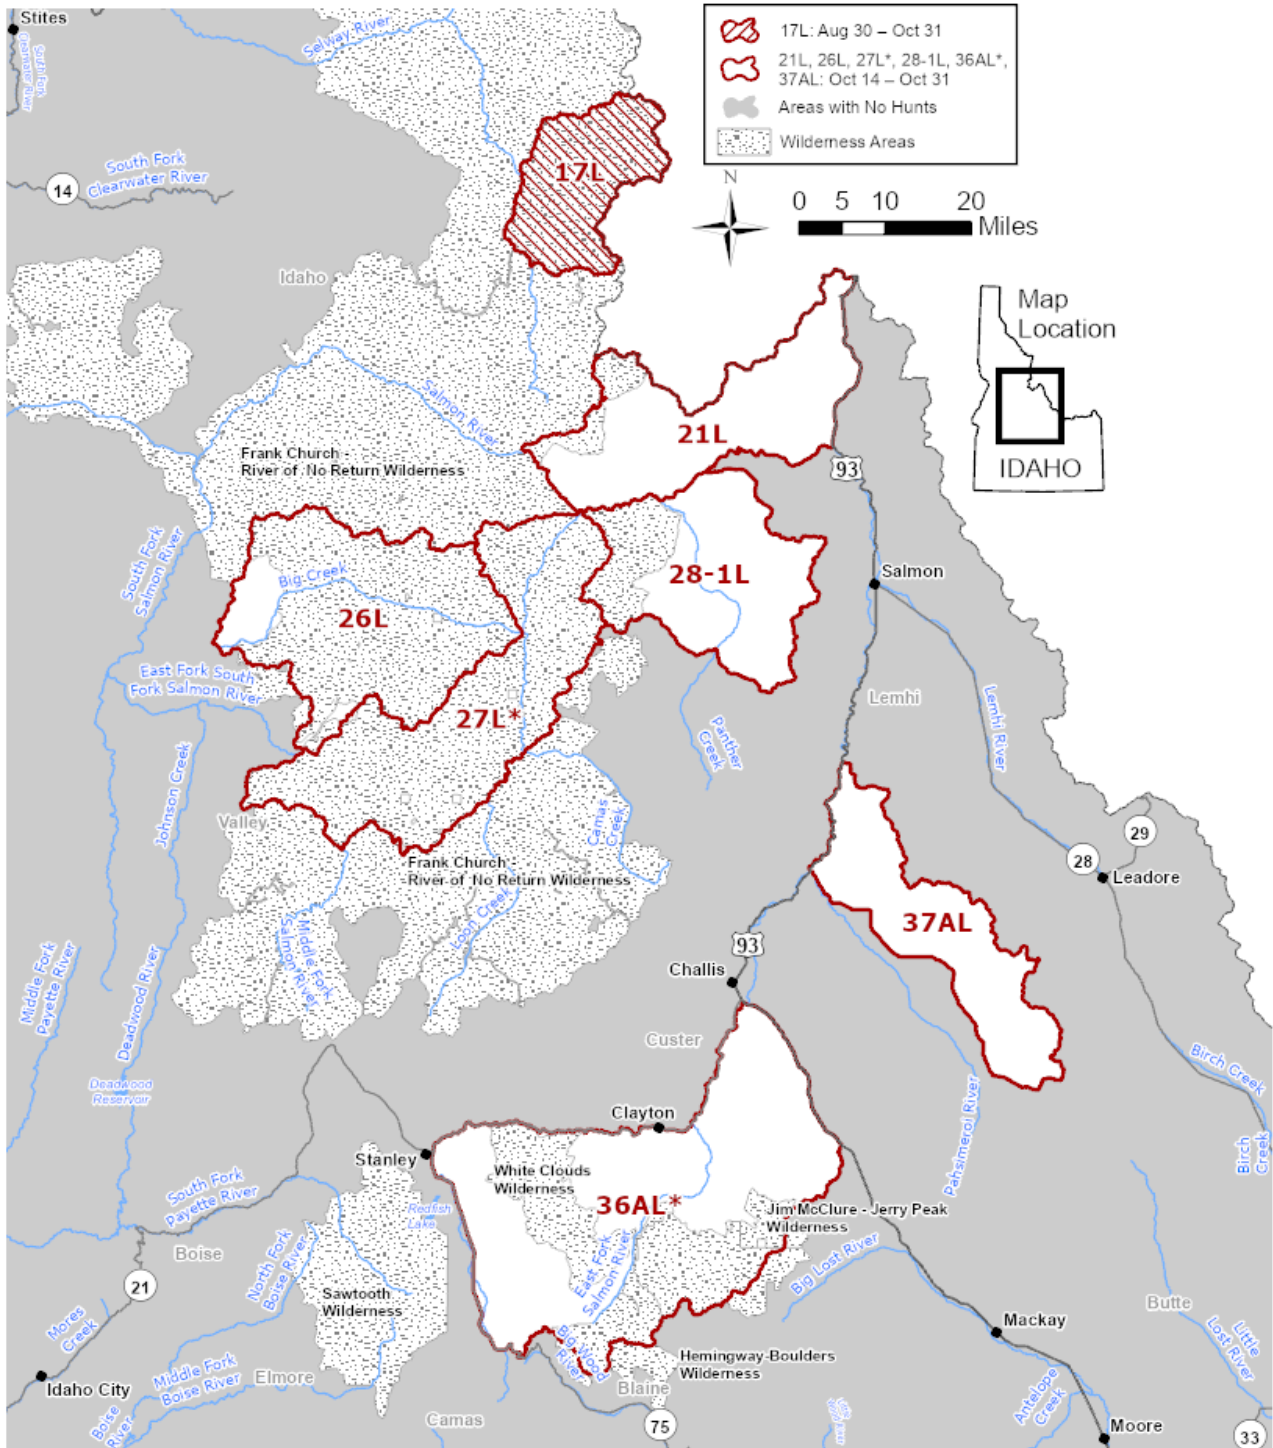 Stites
South Fork
Clearwater River
Selway River
17L: Aug 30 – Oct 31
21L, 26L, 27L*, 28-1L, 36AL*,
37AL: Oct 14 – Oct 31
Areas with No Hunts
Wilderness Areas
17L
South Fork
Clearwater River
14
N
0 5 10 20
Miles
Idaho
Map
Location
IDAHO
Salmon River
21L
93
Frank Church -
River of No Return Wilderness
South Fork
Salmon River
Big Creek
26L
28-1L
Salmon
East Fork South
Fork Salmon River
27L*
Lemhi
Lemhi River
Panther
Creek
Johnson Creek
Valley
Camas
Creek
29
28
Leadore
Frank Church -
River of No Return Wilderness
37AL
Loon Creek
Middle Fork
Salmon River
93
Challis
Middle Fork
Payette River
Deadwood River
Custer
Birch Creek
Deadwood
Reservoir
Clayton
Pahsimeroi River
Birch
Creek
Stanley
White Clouds
Wilderness
South Fork
Payette River
36AL*
Redfish
Lake
Jim McClure - Jerry Peak
Wilderness
East Fork
Salmon River
Big Lost River
Boise
North Fork
Boise River
21
Sawtooth
Wilderness
Mores
Creek
Butte
Little
Lost River
Mackay
Big Wood
River
Hemingway-Boulders
Wilderness
Idaho City
Middle Fork
Boise River
Elmore
Blaine
Antelope
Creek
Boise
River
Camas
75
Moore
33